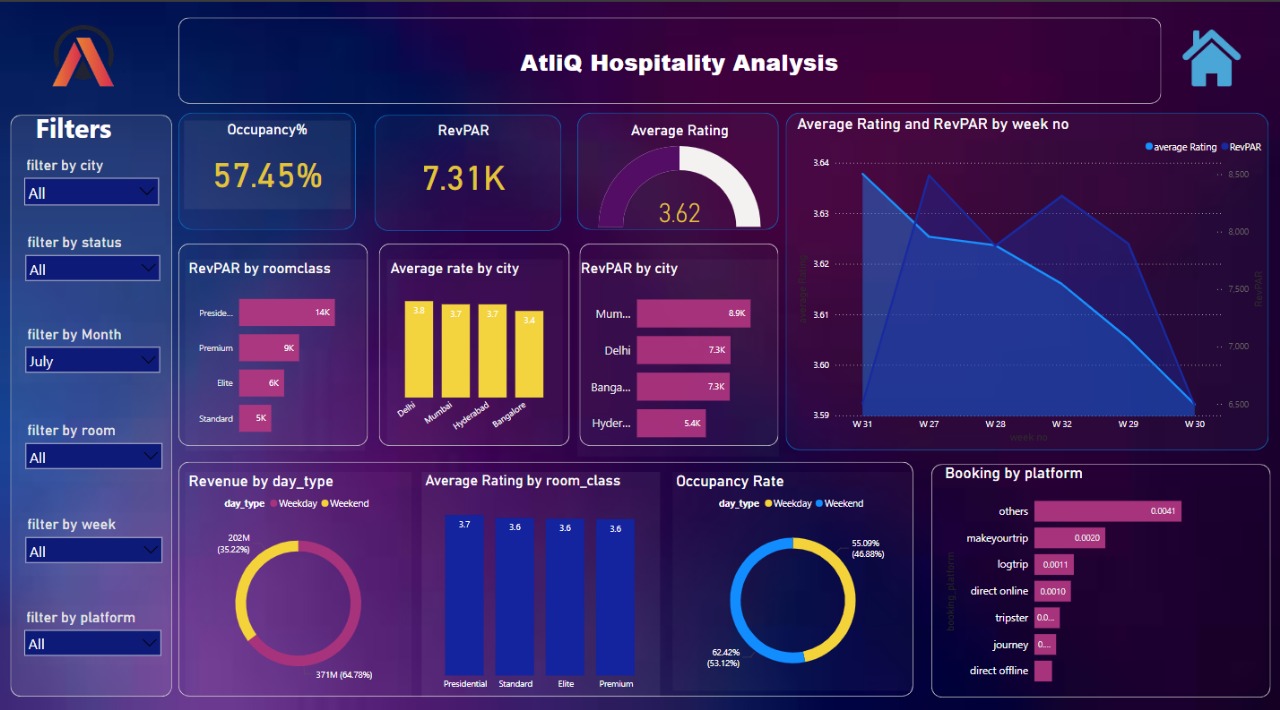 AtliQ Hospitality Analysis
Filters
filter by city
All
filter by status
All
filter by Month
July
filter by room
All
filter by week
All
filter by platform
All
Occupancy%
57.45%
RevPAR
7.31K
Average Rating
3.62
Average Rating and RevPAR by week no
average Rating RevPAR
3.64
3.63
3.62
3.61
3.60
3.59
average Rating
8,500
8,000
7,500
7,000
6,500
RevPAR
W 31 W 27 W 28 W 32 W 29 W 30
week no
RevPAR by roomclass
Preside... 14K
Premium 9K
Elite 6K
Standard 5K
Average rate by city
3.8 3.7 3.7 3.4
Delhi Mumbai Hyderabad Bangalore
RevPAR by city
Mum... 8.9K
Delhi 7.3K
Banga... 7.3K
Hyder... 5.4K
Revenue by day_type
day_type Weekday Weekend
202M
(35.22%)
371M (64.78%)
Average Rating by room_class
3.7 3.6 3.6 3.6
Presidential Standard Elite Premium
Occupancy Rate
day_type Weekday Weekend
55.09%
(46.88%)
62.42%
(53.12%)
Booking by platform
booking_platform
others 0.0041
makeyourtrip 0.0020
logtrip 0.0011
direct online 0.0010
tripster 0.0...
journey 0....
direct offline